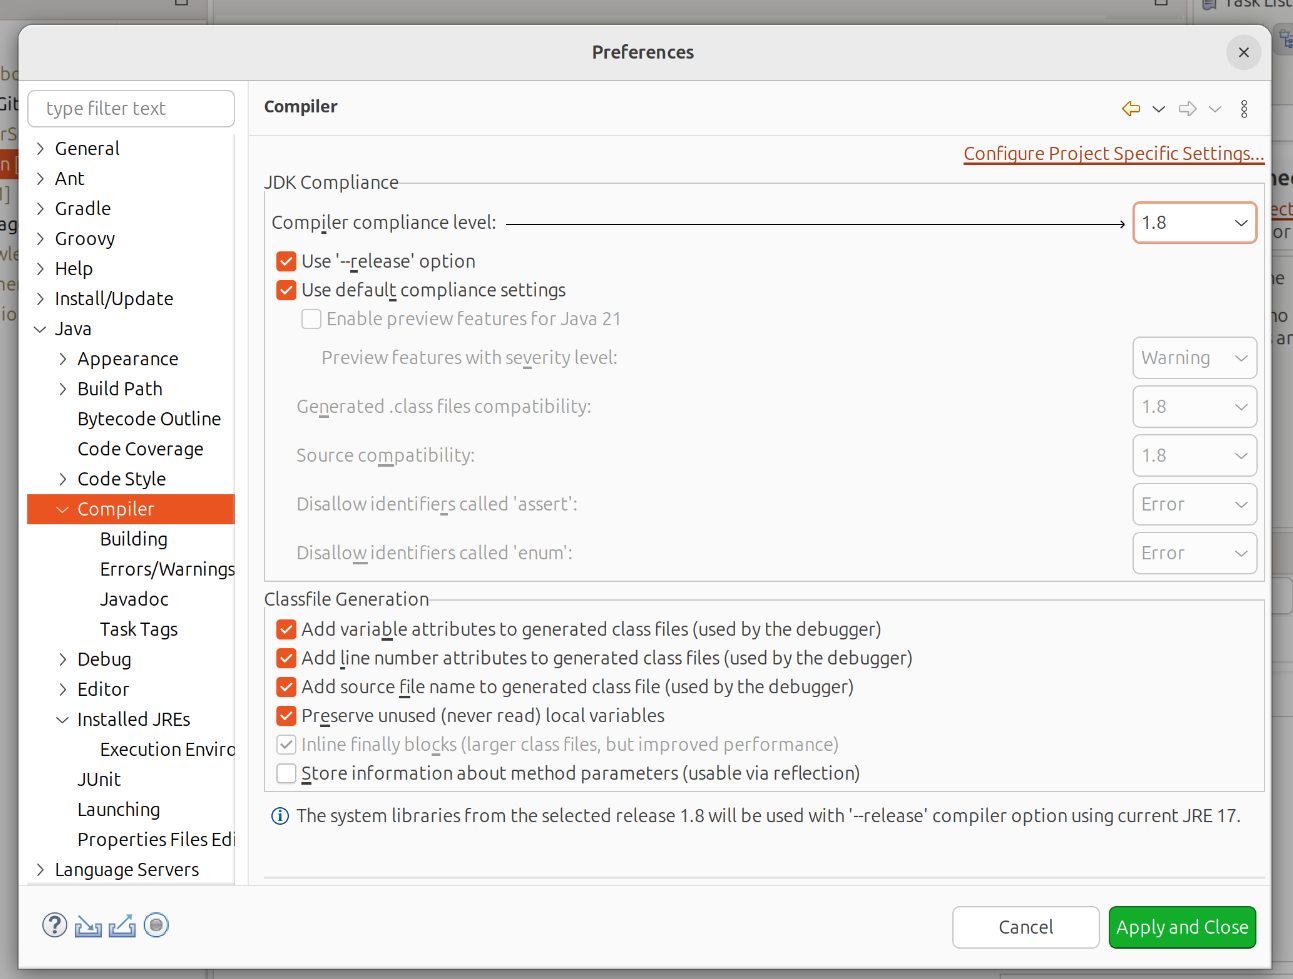 Task List
Preferences
type filter text
General
Ant
Gradle
Groovy
Help
Install/Update
Java
Appearance
Build Path
Bytecode Outline
Code Coverage
Code Style
Compiler
Building
Errors/Warnings
Javadoc
Task Tags
Debug
Editor
Installed JREs
Execution Enviro
JUnit
Launching
Properties Files Edi
Language Servers
Compiler
Configure Project Specific Settings...
JDK Compliance
Compiler compliance level: 1.8
Use '--release' option
Use default compliance settings
Enable preview features for Java 21
Preview features with severity level: Warning
Generated .class files compatibility: 1.8
Source compatibility: 1.8
Disallow identifiers called 'assert': Error
Disallow identifiers called 'enum': Error
Classfile Generation
Add variable attributes to generated class files (used by the debugger)
Add line number attributes to generated class files (used by the debugger)
Add source file name to generated class file (used by the debugger)
Preserve unused (never read) local variables
Inline finally blocks (larger class files, but improved performance)
Store information about method parameters (usable via reflection)
The system libraries from the selected release 1.8 will be used with '--release' compiler option using current JRE 17.
Cancel
Apply and Close